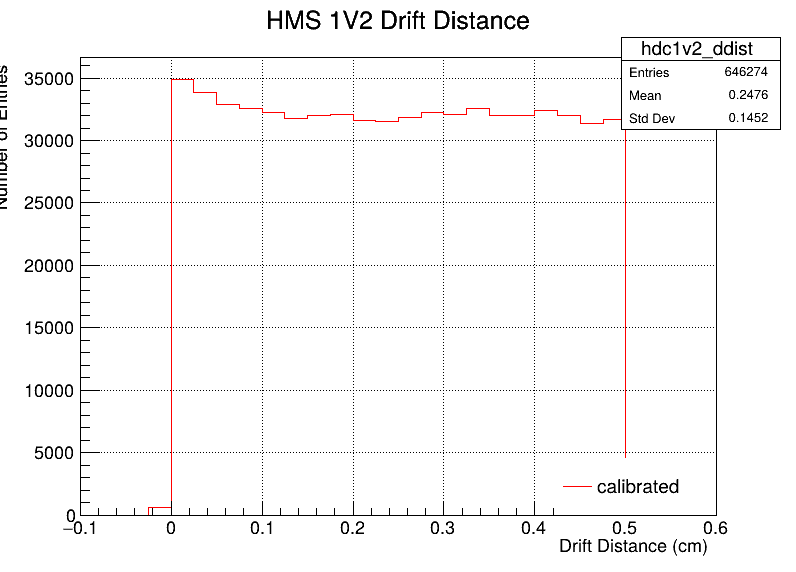 HMS 1V2 Drift Distance
hdc1v2_ddist
Entries 646274
Mean 0.2476
Std Dev 0.1452
Number of Entries
35000
30000
25000
20000
15000
10000
5000
0
−0.1 0 0.1 0.2 0.3 0.4 0.5 0.6
calibrated
Drift Distance (cm)